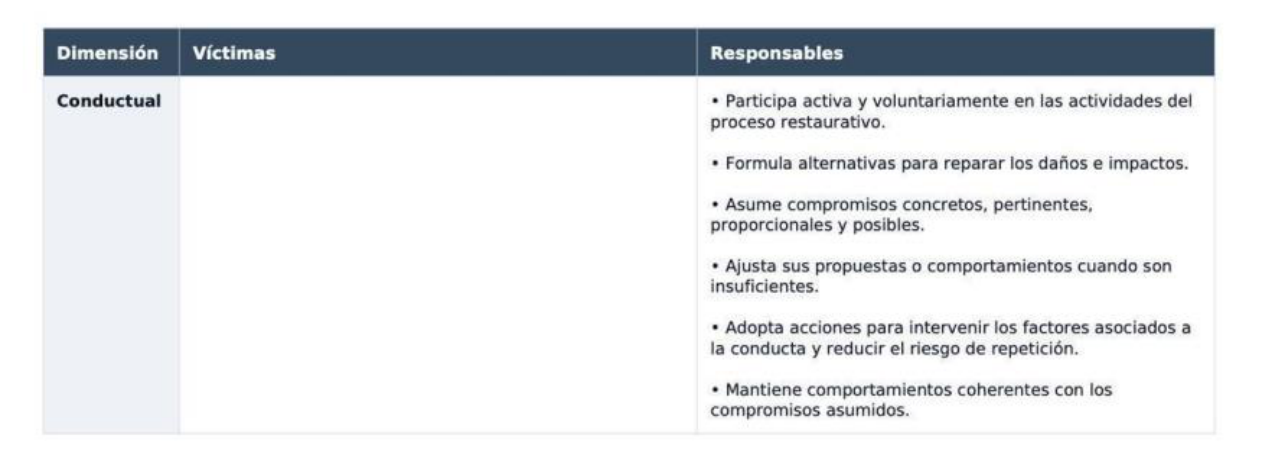 Dimensión Víctimas Responsables
Conductual
• Participa activa y voluntariamente en las actividades del
proceso restaurativo.
• Formula alternativas para reparar los daños e impactos.
• Asume compromisos concretos, pertinentes,
proporcionales y posibles.
• Ajusta sus propuestas o comportamientos cuando son
insuficientes.
• Adopta acciones para intervenir los factores asociados a
la conducta y reducir el riesgo de repetición.
• Mantiene comportamientos coherentes con los
compromisos asumidos.